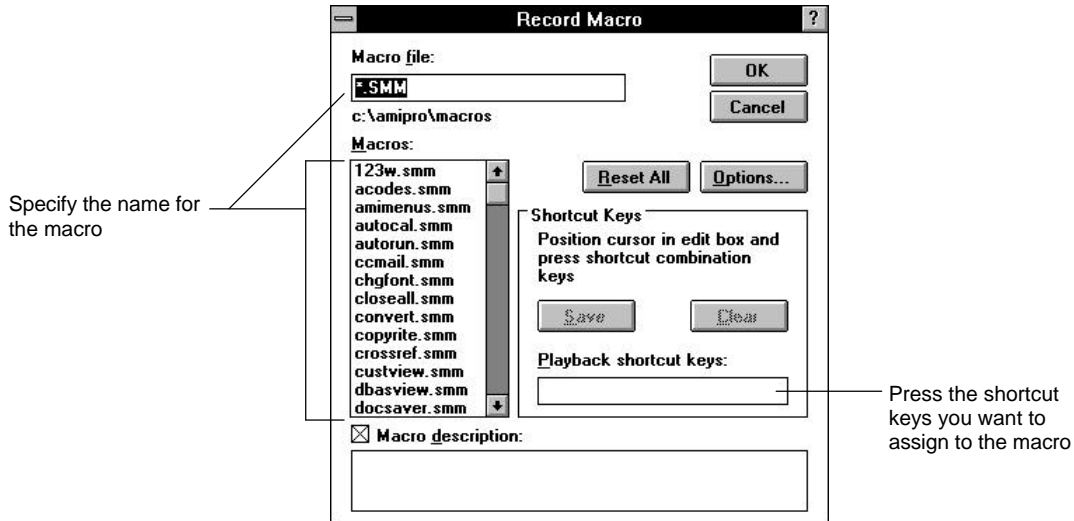 Record Macro
?
Macro file:
*.SMM
c:\amipro\macros
OK
Cancel
Macros:
123w.smm
acodes.smm
amimenus.smm
autocal.smm
autorun.smm
ccmail.smm
chgfont.smm
closeall.smm
convert.smm
copyrite.smm
crossref.smm
custview.smm
dbasview.smm
docsaver.smm
Reset All
Options...
Shortcut Keys
Position cursor in edit box and
press shortcut combination
keys
Save
Clear
Playback shortcut keys:
Macro description:
Specify the name for
the macro
Press the shortcut
keys you want to
assign to the macro